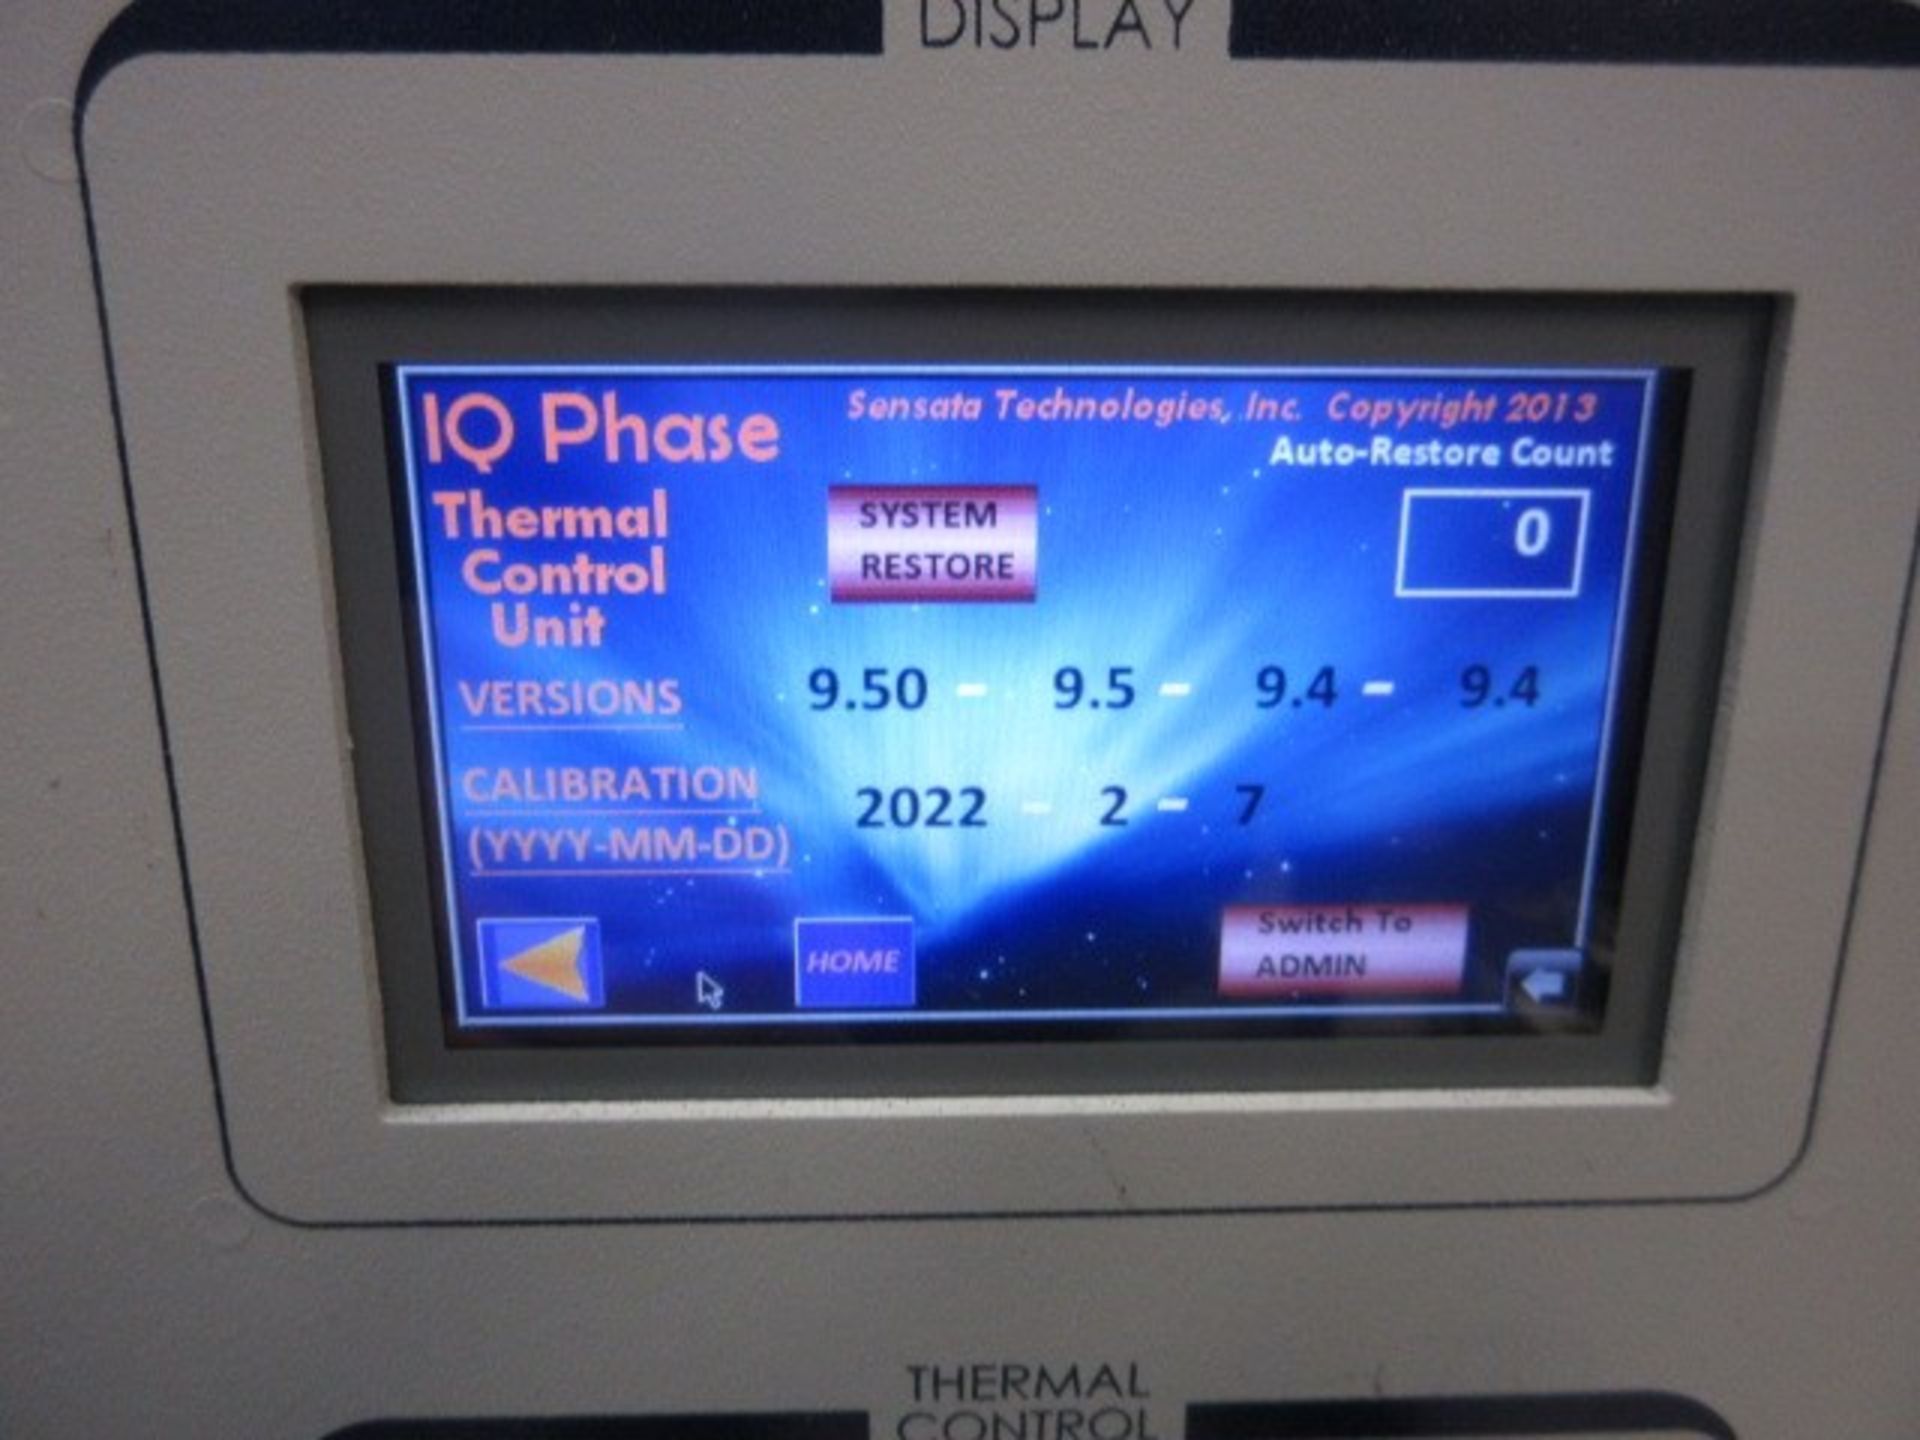 DISPLAY
IQ Phase
Sensata Technologies, Inc. Copyright 2013
Auto-Restore Count
Thermal
Control
Unit
SYSTEM
RESTORE
0
VERSIONS 9.50 - 9.5 - 9.4 - 9.4
CALIBRATION
(YYYY-MM-DD)
2022 - 2 - 7
HOME
Switch To
ADMIN
THERMAL
CONTROL